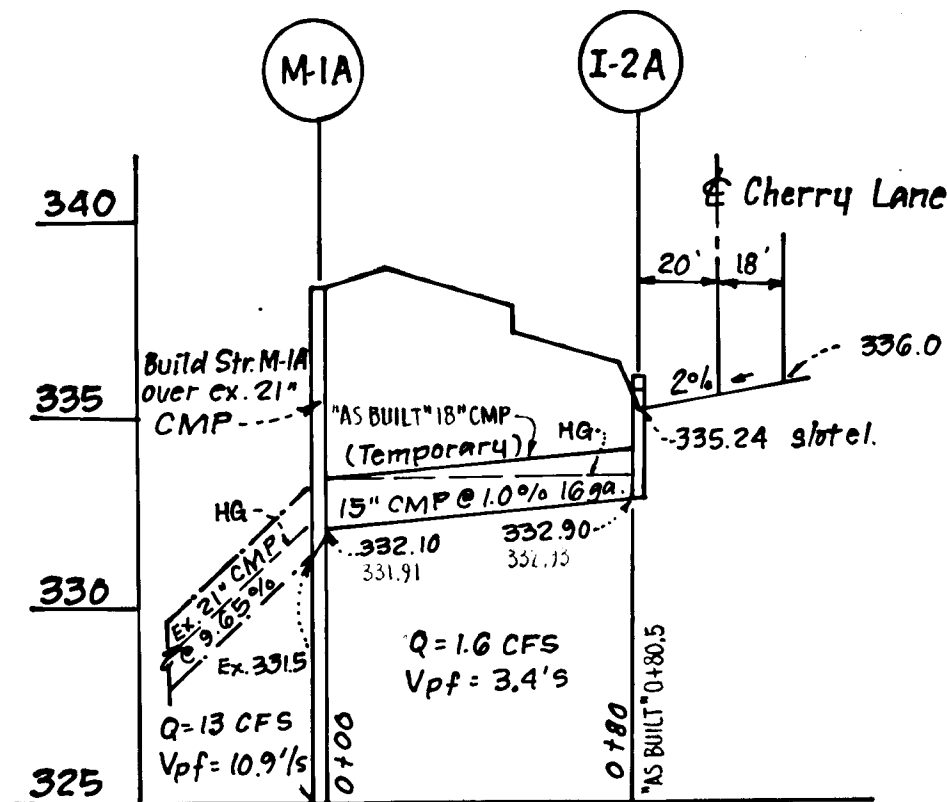 M-1A
I-2A
340
℄ Cherry Lane
20'
18'
336.0
2%
Build Str. M-1A
over ex. 21"
CMP
335
"AS BUILT" 18" CMP
(Temporary)
HG
335.24 slot el.
15" CMP @ 1.0% 16 ga.
HG
332.10
331.91
332.90
Ex. 21" CMP
@ 9.65%
330
Ex. 331.5
Q = 1.6 CFS
Vpf = 3.4's
Q = 13 CFS
Vpf = 10.9'/s
0+00
0+80
"AS BUILT" 0+80.5
325